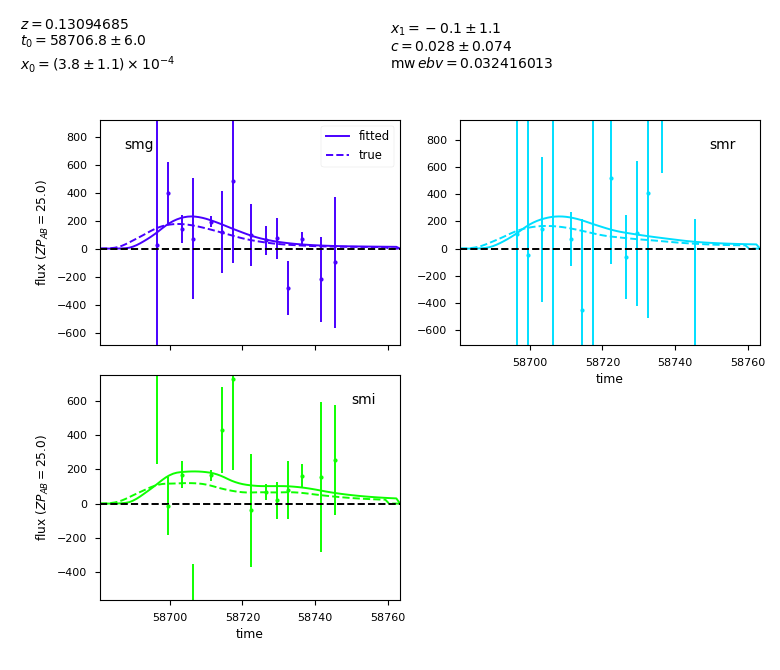 z = 0.13094685
t₀ = 58706.8 ± 6.0
x₀ = (3.8 ± 1.1) × 10⁻⁴
x₁ = −0.1 ± 1.1
c = 0.028 ± 0.074
mw ebv = 0.032416013
smg
fitted
true
800
600
400
200
0
−200
−400
−600
flux (ZP_AB = 25.0)
smr
800
600
400
200
0
−200
−400
−600
58700
58720
58740
58760
time
smi
600
400
200
0
−200
−400
flux (ZP_AB = 25.0)
58700
58720
58740
58760
time